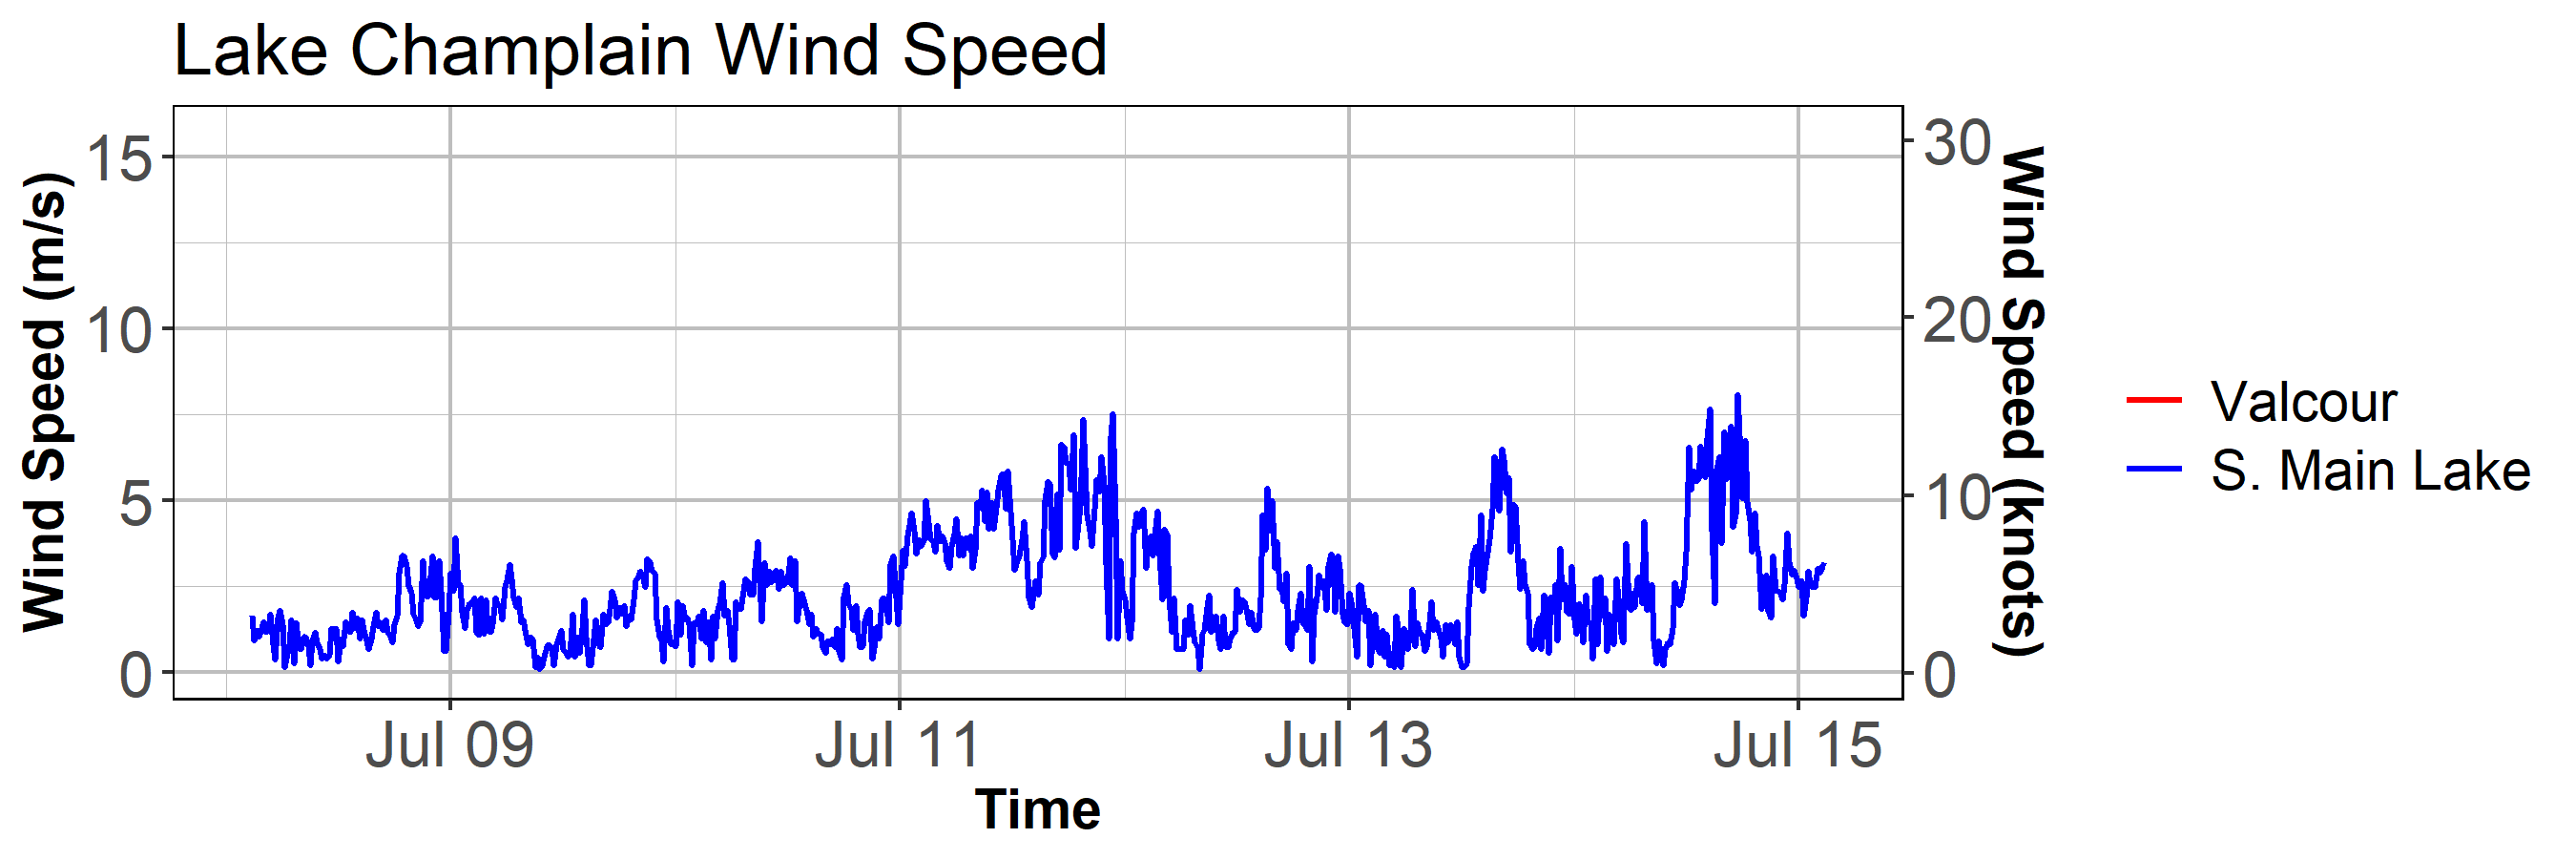 Lake Champlain Wind Speed
Wind Speed (m/s)
15
10
5
0
30
20
10
0
Wind Speed (knots)
Jul 09
Jul 11
Jul 13
Jul 15
Time
Valcour
S. Main Lake